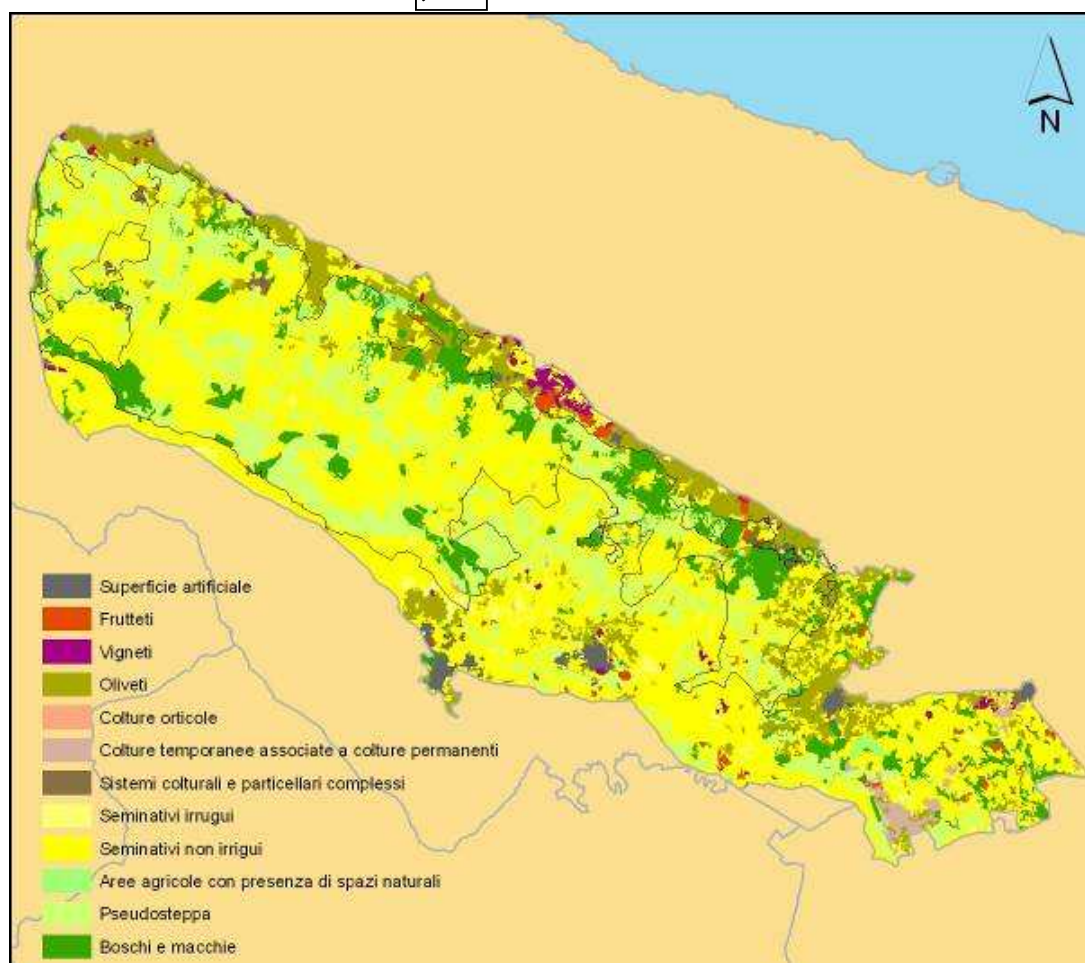 N
Superficie artificiale
Frutteti
Vigneti
Oliveti
Colture orticole
Colture temporanee associate a colture permanenti
Sistemi colturali e particellari complessi
Seminativi irrugui
Seminativi non irrigui
Aree agricole con presenza di spazi naturali
Pseudosteppa
Boschi e macchie